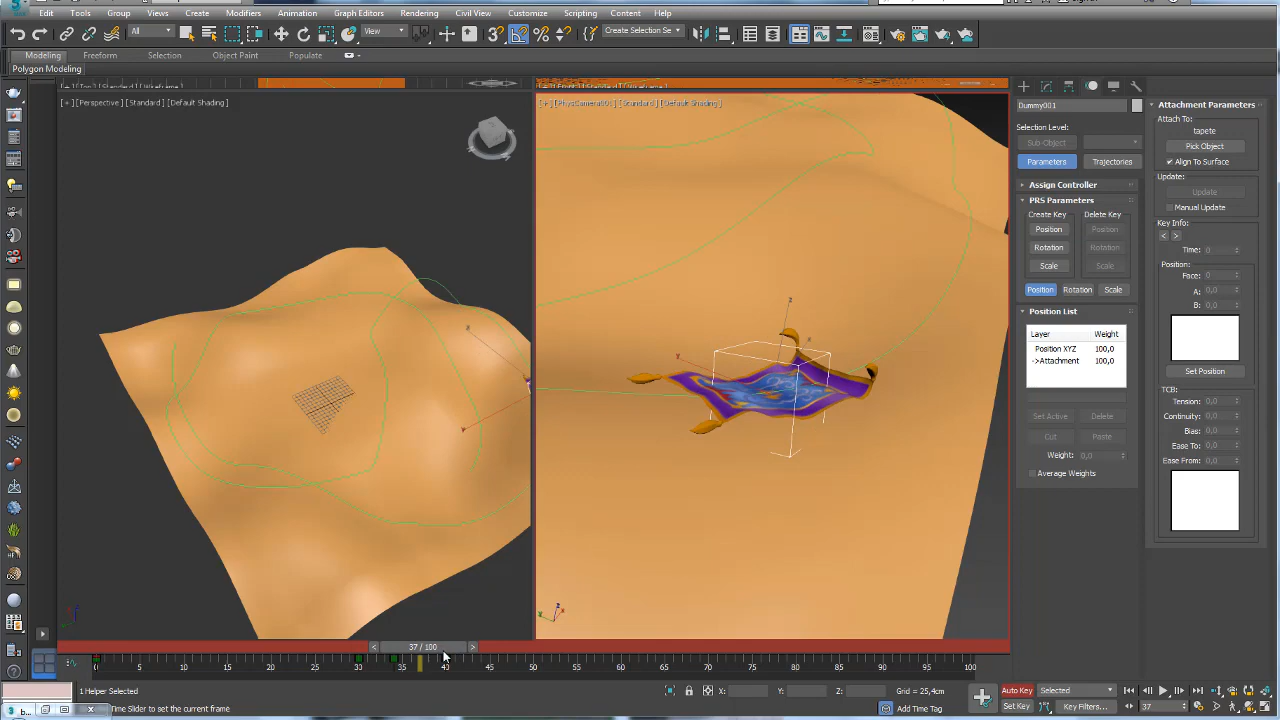 Edit Tools Group Views Create Modifiers Animation Graph Editors Rendering Civil View Customize Scripting Content Help
All View Create Selection Se
Modeling Freeform Selection Object Paint Populate
Polygon Modeling
[+] [Perspective] [Standard] [Default Shading]
[+] [PhysCamera001] [Standard] [Default Shading]
Dummy001
Selection Level:
Sub-Object
Parameters Trajectories
Assign Controller
PRS Parameters
Create Key Delete Key
Position Position
Rotation Rotation
Scale Scale
Position Rotation Scale
Position List
Layer Weight
Position XYZ 100,0
->Attachment 100,0
Set Active Delete
Cut Paste
Weight: 0,0
Average Weights
Attachment Parameters
Attach To:
tapete
Pick Object
Align To Surface
Update:
Update
Manual Update
Key Info:
< >
Time: 0
Position:
Face: 0
A: 0,0
B: 0,0
Set Position
TCB:
Tension: 0,0
Continuity: 0,0
Bias: 0,0
Ease To: 0,0
Ease From: 0,0
< 37 / 100 >
5 10 15 20 25 30 35 40 45 50 55 60 65 70 75 80 85 90 95 100
1 Helper Selected
X: Y: Z: Grid = 25,4cm
Auto Key Selected
Time Slider to set the current frame
Add Time Tag
Set Key Key Filters... 37